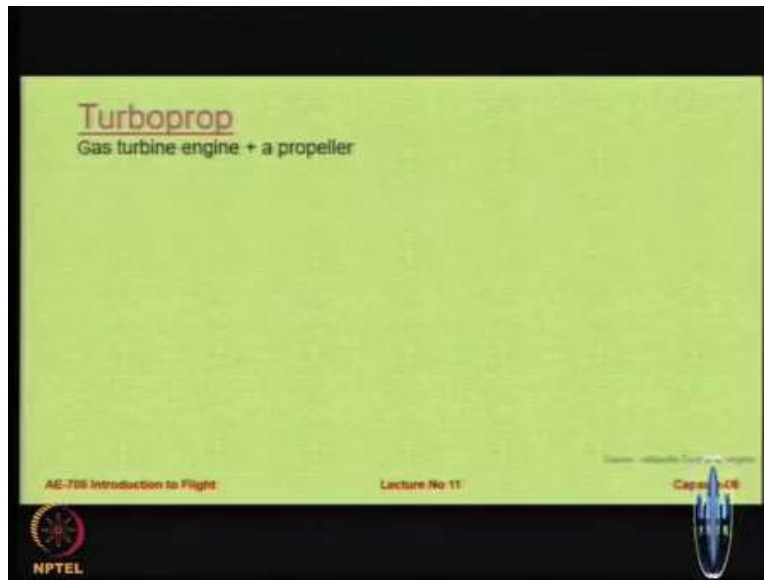 Turboprop
Gas turbine engine + a propeller
AE-705 Introduction to Flight
Lecture No 11
NPTEL